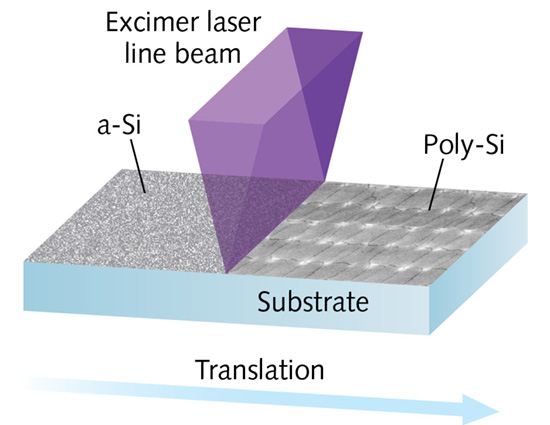 Excimer laser
line beam
a-Si
Poly-Si
Substrate
Translation